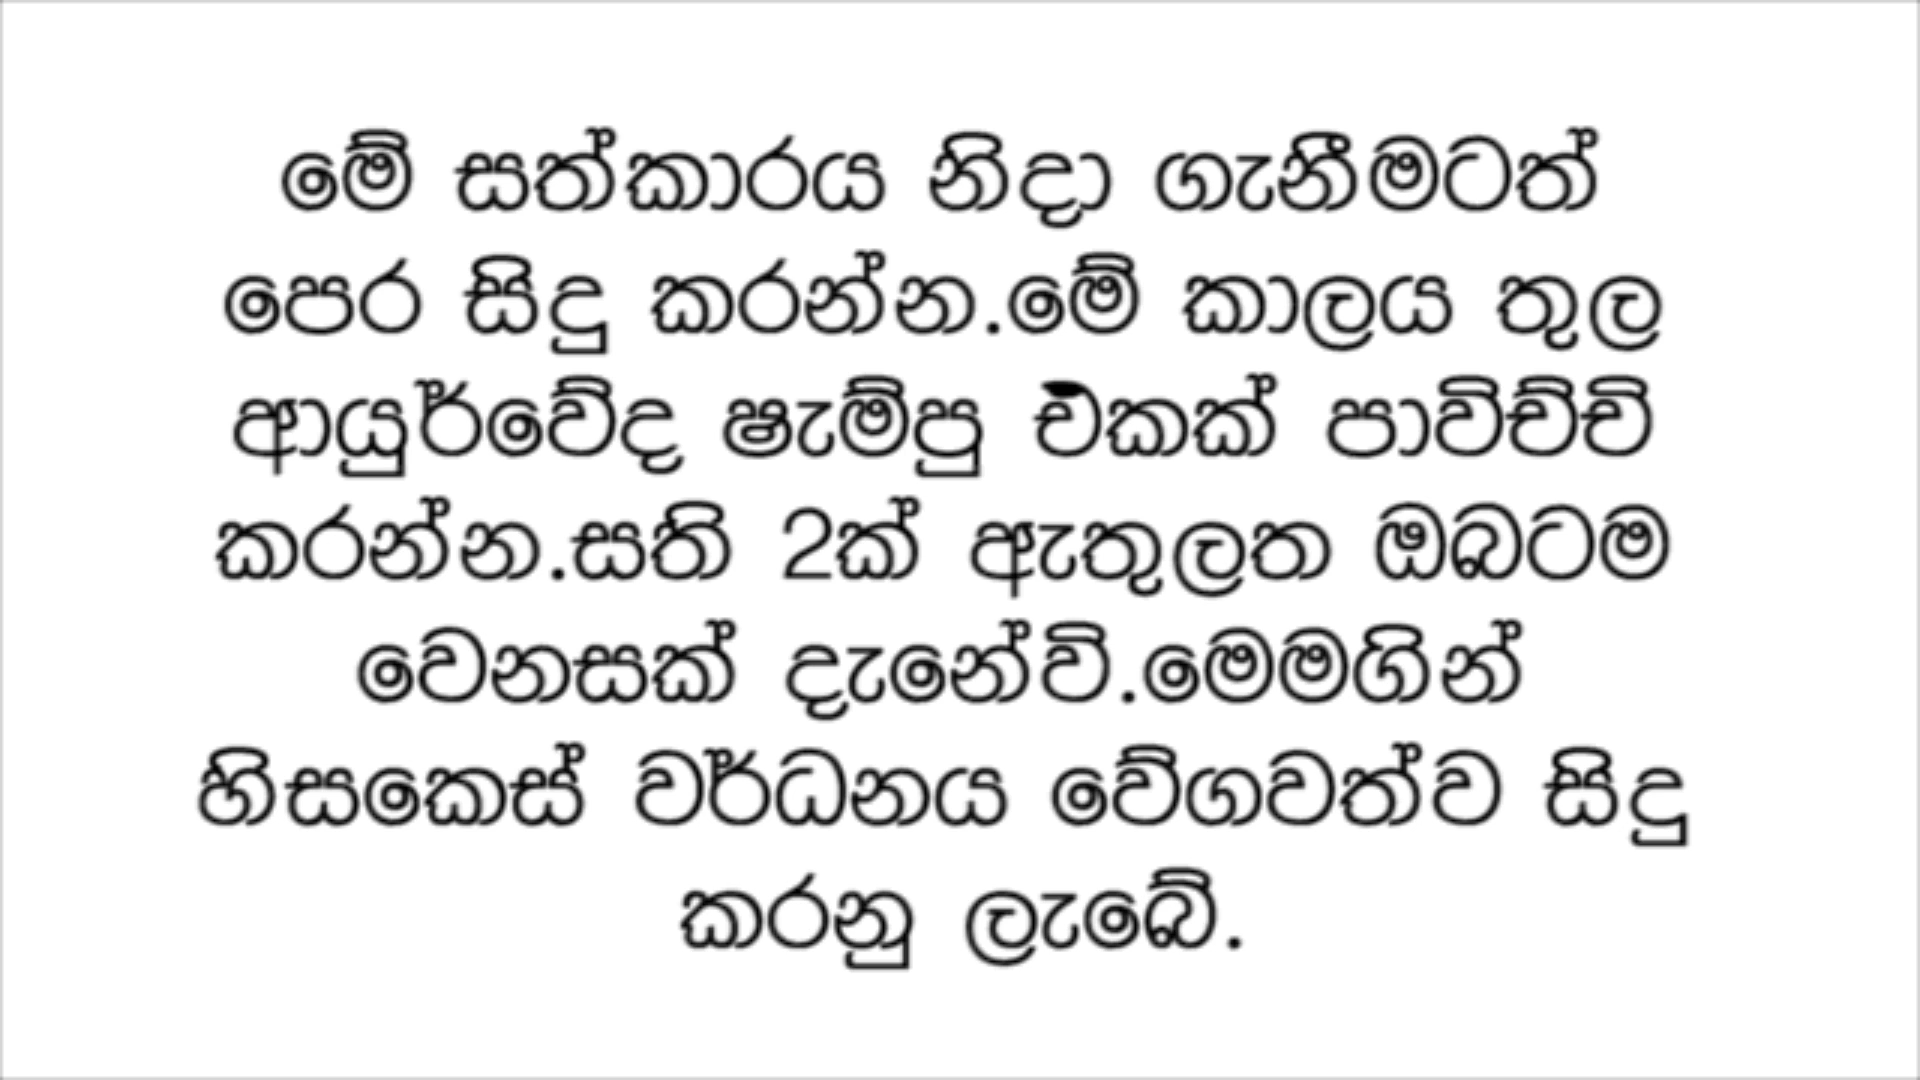 මේ සත්කාරය නිදා ගැනීමටත්
පෙර සිදු කරන්න.මේ කාලය තුල
ආයුර්වේද ෂැම්පු එකක් පාවිච්චි
කරන්න.සති 2ක් ඇතුලත ඔබටම
වෙනසක් දැනේවි.මෙමගින්
හිසකෙස් වර්ධනය වේගවත්ව සිදු
කරනු ලැබේ.